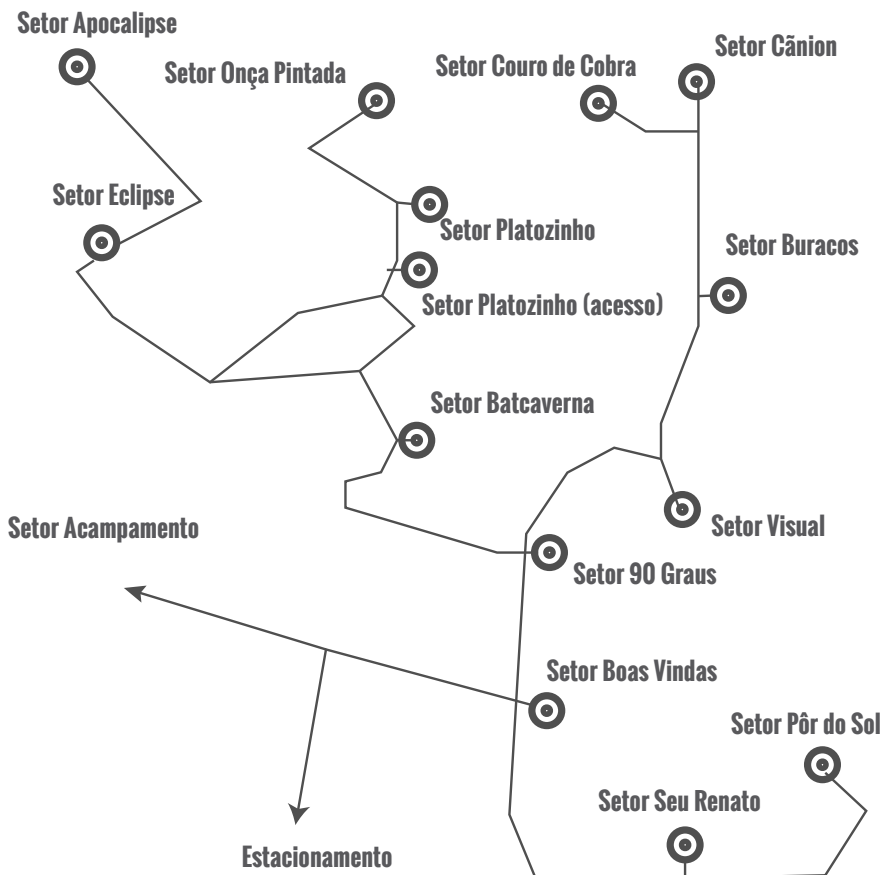 Setor Apocalipse
Setor Onça Pintada
Setor Couro de Cobra
Setor Cãnion
Setor Eclipse
Setor Platozinho
Setor Buracos
Setor Platozinho (acesso)
Setor Batcaverna
Setor Acampamento
Setor Visual
Setor 90 Graus
Setor Boas Vindas
Setor Pôr do Sol
Setor Seu Renato
Estacionamento